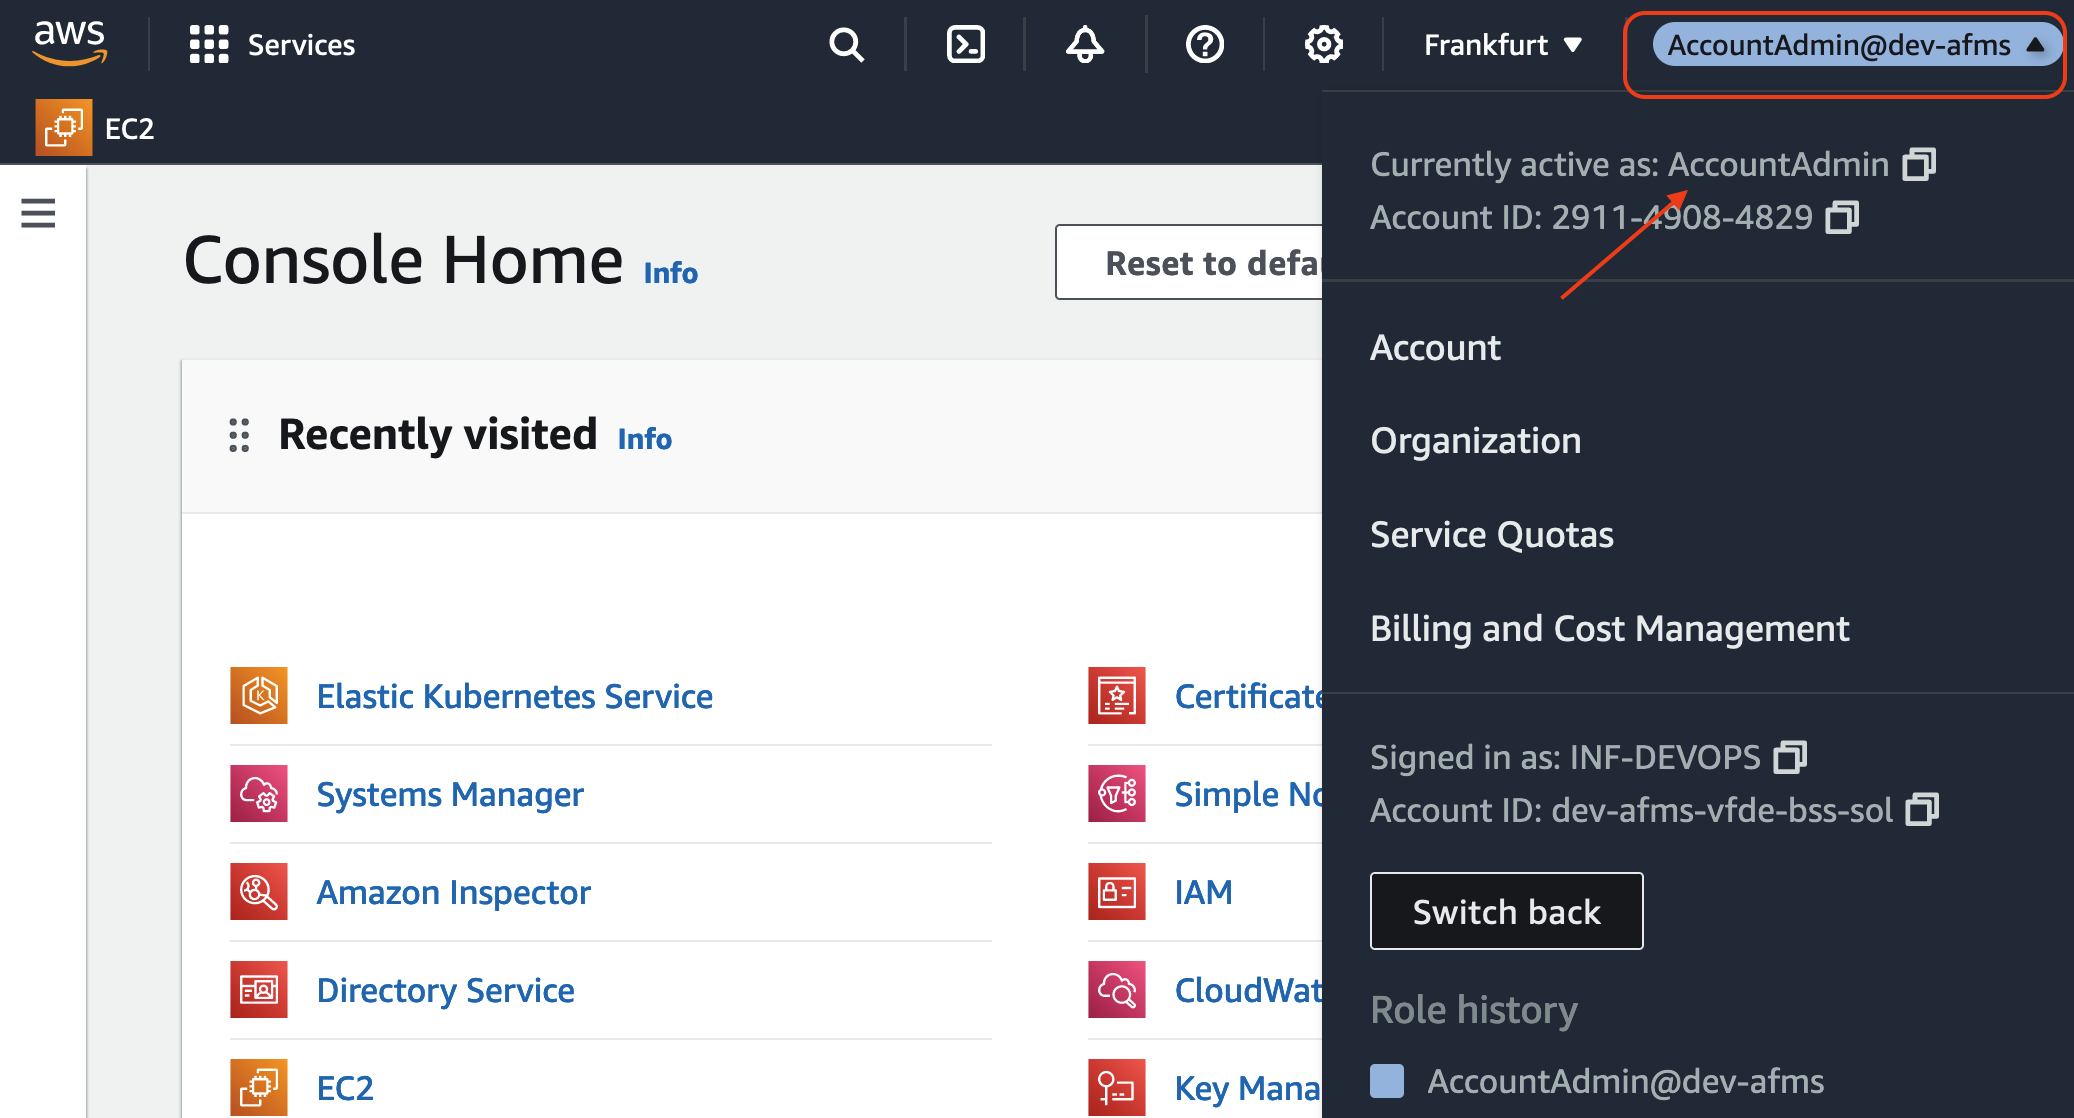 aws
Services
Frankfurt
AccountAdmin@dev-afms
EC2
Currently active as: AccountAdmin
Account ID: 2911-4908-4829
Console Home Info
Reset to defau
Account
Organization
Service Quotas
Billing and Cost Management
Recently visited Info
Elastic Kubernetes Service
Certificate
Systems Manager
Simple No
Amazon Inspector
IAM
Directory Service
CloudWat
EC2
Key Mana
Signed in as: INF-DEVOPS
Account ID: dev-afms-vfde-bss-sol
Switch back
Role history
AccountAdmin@dev-afms